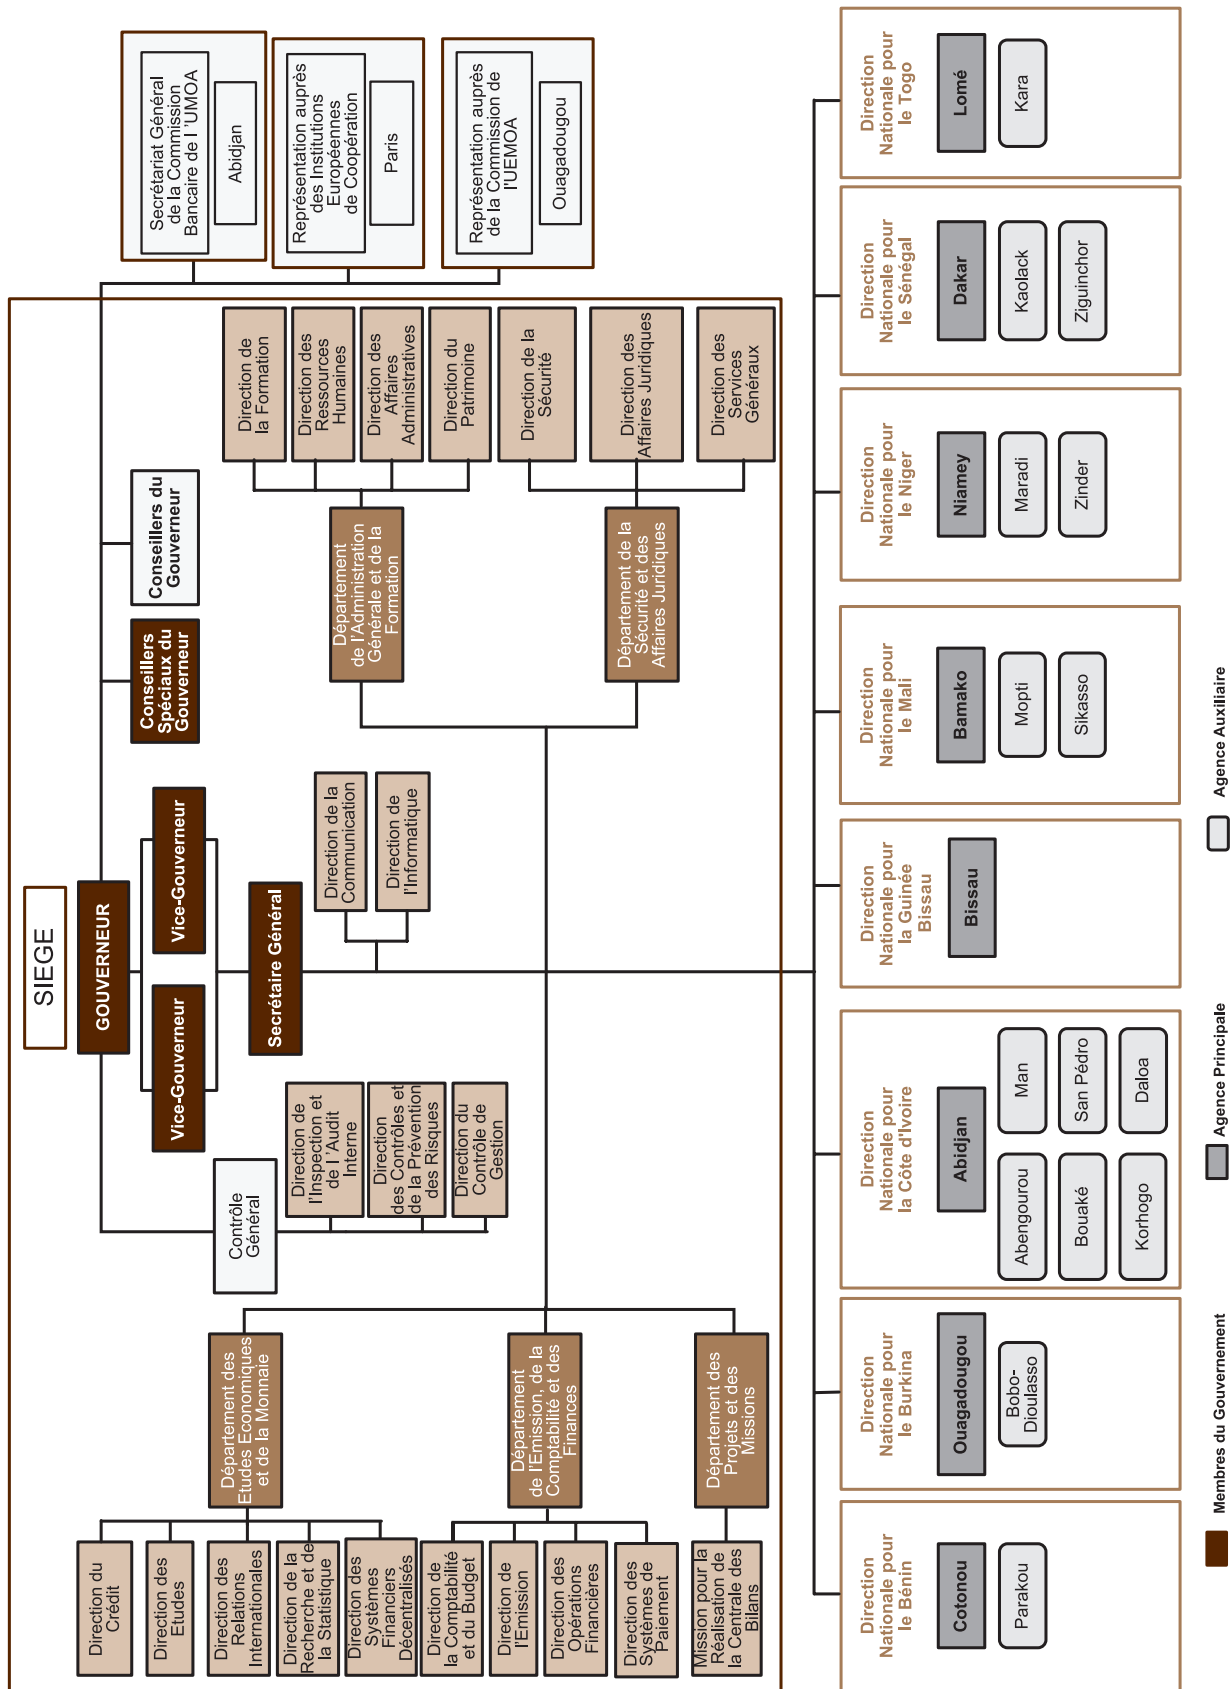 SIEGE
GOUVERNEUR
Vice-Gouverneur
Vice-Gouverneur
Secrétaire Général
Conseillers
Spéciaux du
Gouverneur
Conseillers du
Gouverneur
Secrétariat Général
de la Commission
Bancaire de l 'UMOA
Abidjan
Représentation auprès
des Institutions
Européennes
de Coopération
Paris
Représentation auprès
de la Commission de
l'UEMOA
Ouagadougou
Contrôle
Général
Direction de
l'Inspection et
de l 'Audit
Interne
Direction
des Contrôles et
de la Prévention
des Risques
Direction du
Contrôle de
Gestion
Direction de la
Communication
Direction de
l'Informatique
Département des
Etudes Economiques
et de la Monnaie
Direction du
Crédit
Direction des
Etudes
Direction des
Relations
Internationales
Direction de la
Recherche et de
la Statistique
Direction des
Systèmes
Financiers
Décentralisés
Département
de l'Emission, de la
Comptabilité et des
Finances
Direction de
la Comptabilité
et du Budget
Direction de
l'Emission
Direction des
Opérations
Financières
Direction des
Systèmes de
Paiement
Département des
Projets et des
Missions
Mission pour la
Réalisation de
la Centrale des
Bilans
Département
de l'Administration
Générale et de la
Formation
Direction de
la Formation
Direction des
Ressources
Humaines
Direction des
Affaires
Administratives
Direction du
Patrimoine
Département de la
Sécurité et des
Affaires Juridiques
Direction de la
Sécurité
Direction des
Affaires Juridiques
Direction des
Services
Généraux
Direction
Nationale pour
le Bénin
Cotonou
Parakou
Direction
Nationale pour
le Burkina
Ouagadougou
Bobo-
Dioulasso
Direction
Nationale pour
la Côte d'Ivoire
Abidjan
Abengourou
Man
Bouaké
San Pédro
Korhogo
Daloa
Direction
Nationale pour
la Guinée
Bissau
Bissau
Direction
Nationale pour
le Mali
Bamako
Mopti
Sikasso
Direction
Nationale pour
le Niger
Niamey
Maradi
Zinder
Direction
Nationale pour
le Sénégal
Dakar
Kaolack
Ziguinchor
Direction
Nationale pour
le Togo
Lomé
Kara
Membres du Gouvernement
Agence Principale
Agence Auxiliaire